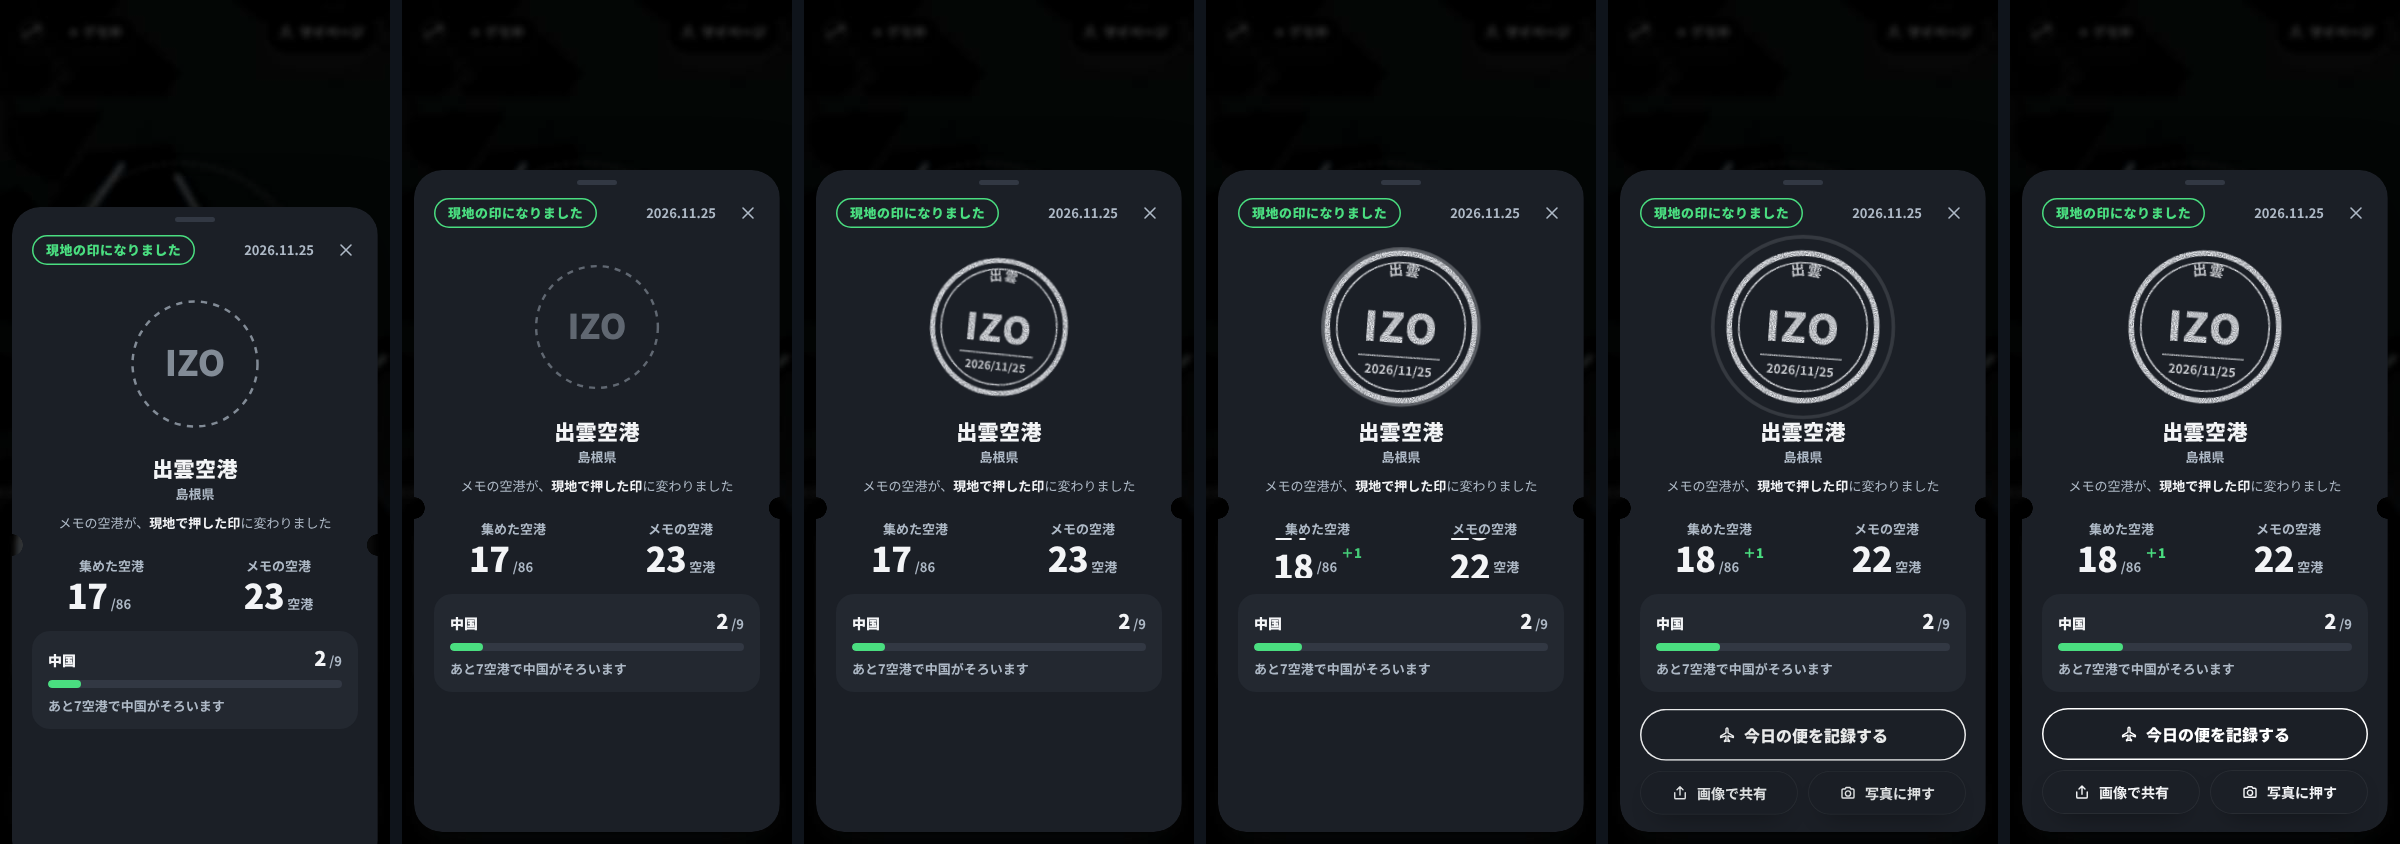 現地の印になりました 2026.11.25
IZO
出雲空港
島根県
メモの空港が、現地で押した印に変わりました
集めた空港 メモの空港
17/86 23空港
中国 2/9
あと7空港で中国がそろいます
現地の印になりました 2026.11.25
IZO
出雲空港
島根県
メモの空港が、現地で押した印に変わりました
集めた空港 メモの空港
17/86 23空港
中国 2/9
あと7空港で中国がそろいます
現地の印になりました 2026.11.25
出雲
IZO
2026/11/25
出雲空港
島根県
メモの空港が、現地で押した印に変わりました
集めた空港 メモの空港
17/86 23空港
中国 2/9
あと7空港で中国がそろいます
現地の印になりました 2026.11.25
出雲
IZO
2026/11/25
出雲空港
島根県
メモの空港が、現地で押した印に変わりました
集めた空港 メモの空港
18/86 +1 22空港
中国 2/9
あと7空港で中国がそろいます
現地の印になりました 2026.11.25
出雲
IZO
2026/11/25
出雲空港
島根県
メモの空港が、現地で押した印に変わりました
集めた空港 メモの空港
18/86 +1 22空港
中国 2/9
あと7空港で中国がそろいます
今日の便を記録する
画像で共有 写真に押す
現地の印になりました 2026.11.25
出雲
IZO
2026/11/25
出雲空港
島根県
メモの空港が、現地で押した印に変わりました
集めた空港 メモの空港
18/86 +1 22空港
中国 2/9
あと7空港で中国がそろいます
今日の便を記録する
画像で共有 写真に押す